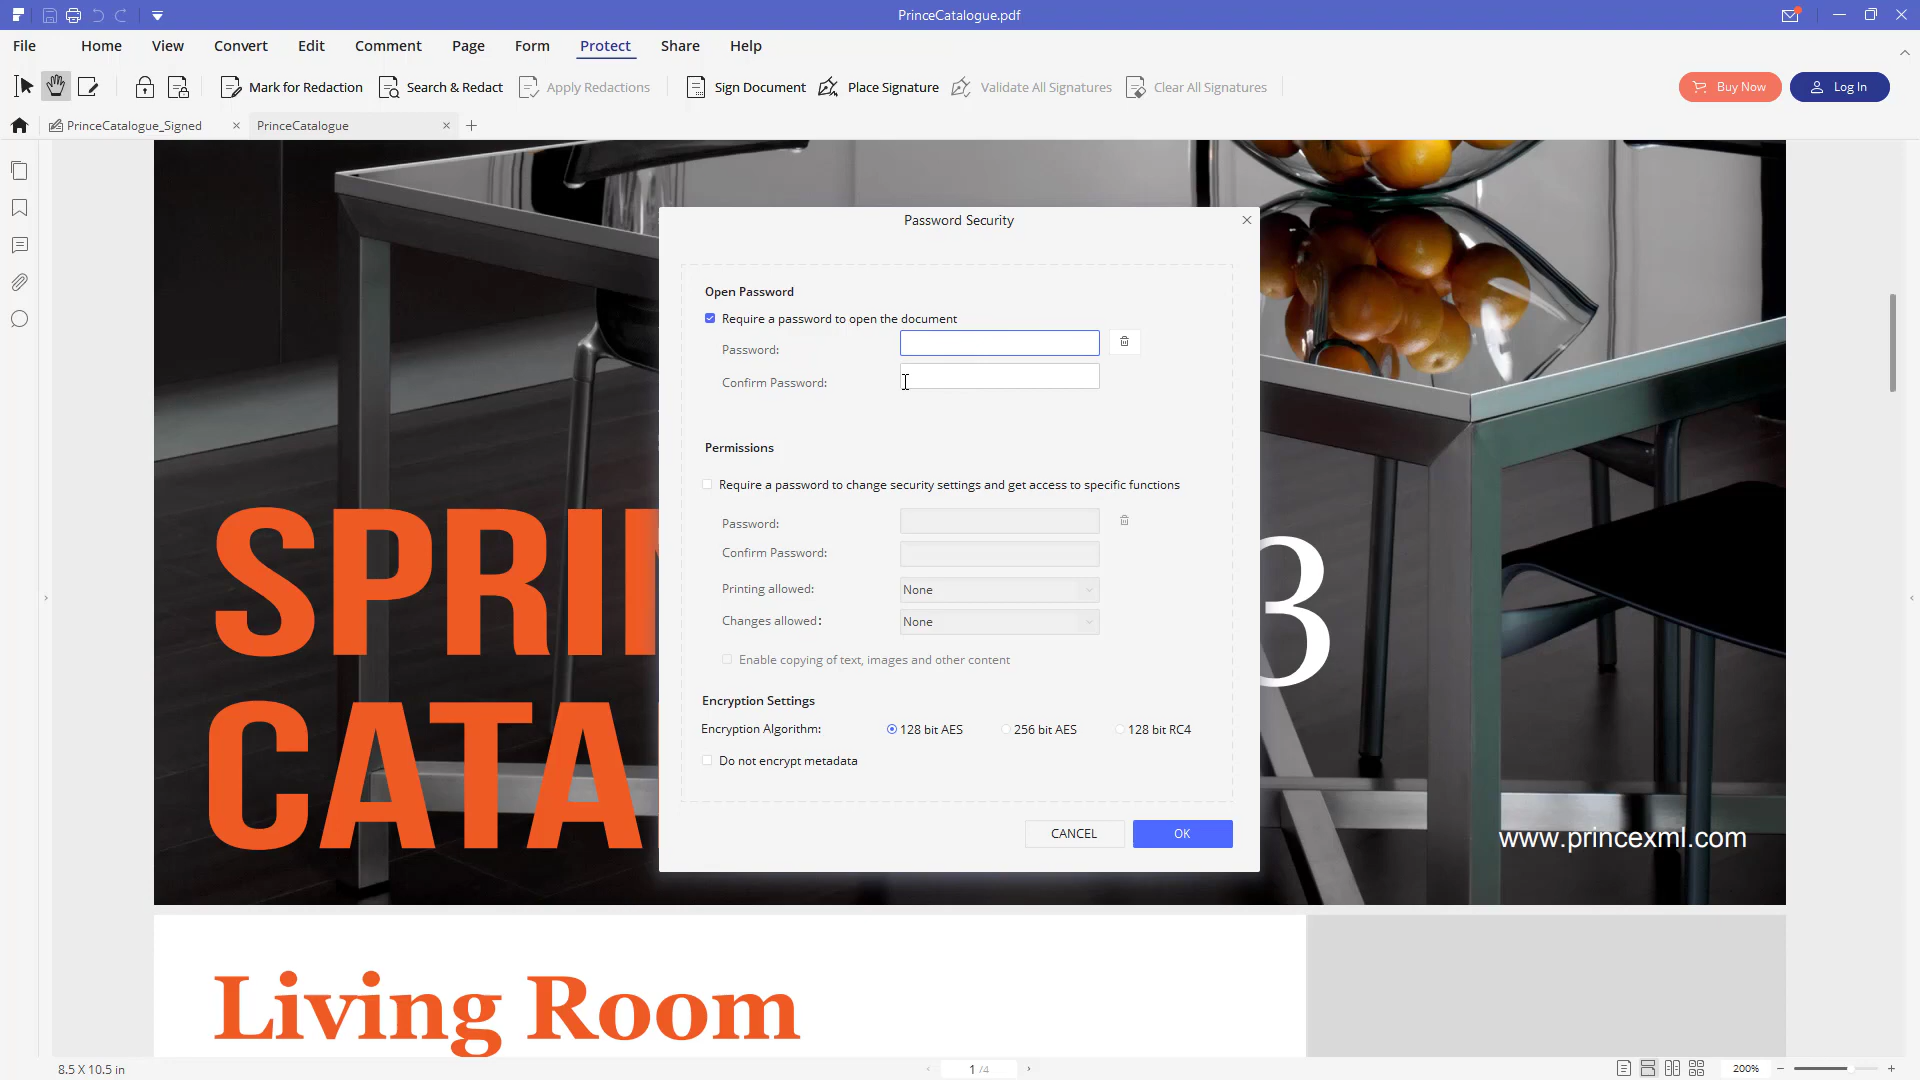 PrinceCatalogue.pdf
File Home View Convert Edit Comment Page Form Protect Share Help
Mark for Redaction Search & Redact Apply Redactions Sign Document Place Signature Validate All Signatures Clear All Signatures Buy Now Log In
PrinceCatalogue_Signed PrinceCatalogue
Password Security
Open Password
Require a password to open the document
Password:
Confirm Password:
Permissions
Require a password to change security settings and get access to specific functions
Password:
Confirm Password:
Printing allowed: None
Changes allowed: None
Enable copying of text, images and other content
Encryption Settings
Encryption Algorithm: 128 bit AES 256 bit AES 128 bit RC4
Do not encrypt metadata
CANCEL OK
SPRI
3
CATA
www.princexml.com
Living Room
8.5 X 10.5 in 1 /4 200%